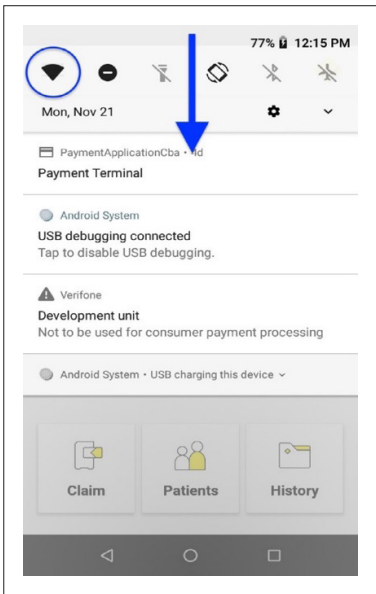 77% 12:15 PM
Mon, Nov 21
PaymentApplicationCba • 4d
Payment Terminal
Android System
USB debugging connected
Tap to disable USB debugging.
Verifone
Development unit
Not to be used for consumer payment processing
Android System • USB charging this device
Claim Patients History